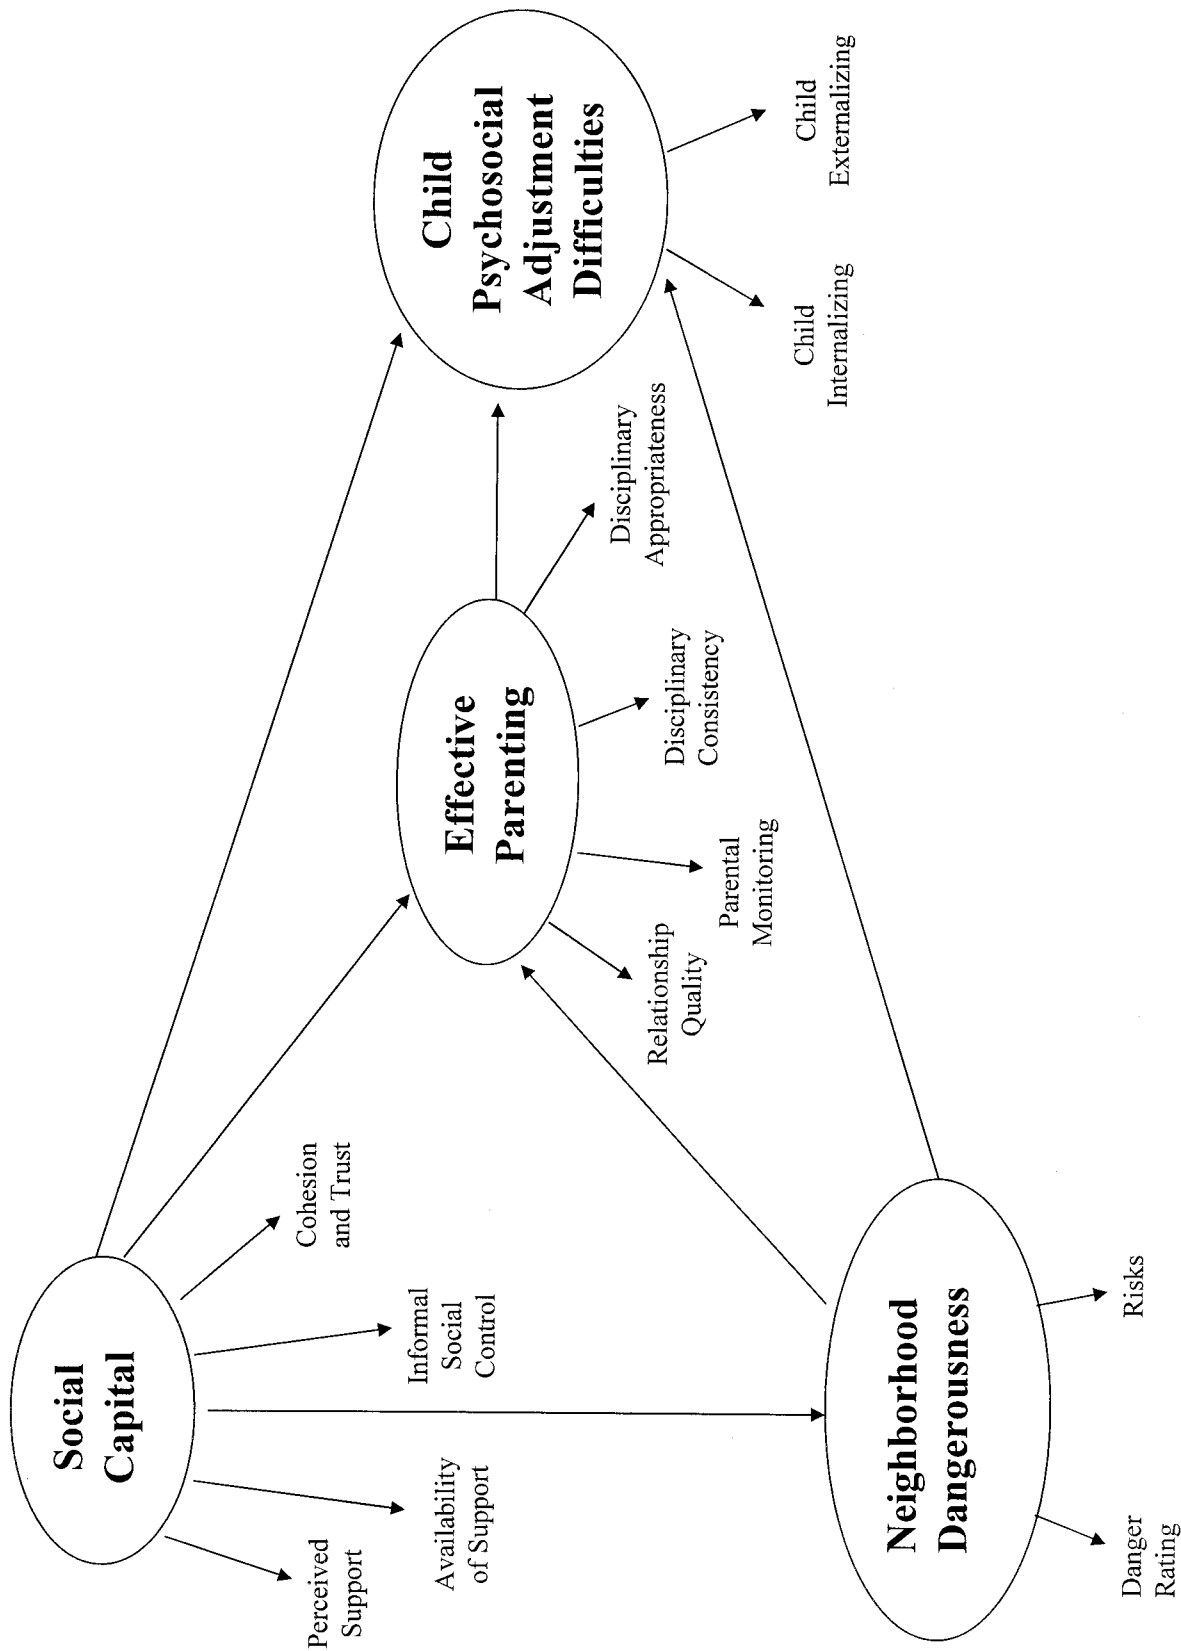 Social
Capital
Perceived
Support
Availability
of Support
Informal
Social
Control
Cohesion
and Trust
Effective
Parenting
Relationship
Quality
Parental
Monitoring
Disciplinary
Consistency
Disciplinary
Appropriateness
Child
Psychosocial
Adjustment
Difficulties
Child
Internalizing
Child
Externalizing
Neighborhood
Dangerousness
Danger
Rating
Risks